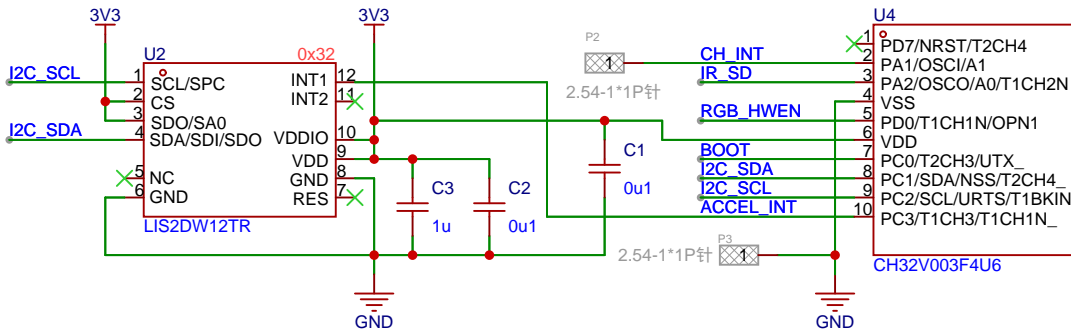 3V3
U2
0x32
I2C_SCL
I2C_SDA
1 SCL/SPC
2 CS
3 SDO/SA0
4 SDA/SDI/SDO
5 NC
6 GND
INT1 12
INT2 11
VDDIO 10
VDD 9
GND 8
RES 7
LIS2DW12TR
3V3
C3
1u
C2
0u1
C1
0u1
GND
P2
1
2.54-1*1P针
P3
1
2.54-1*1P针
GND
U4
CH_INT
IR_SD
RGB_HWEN
BOOT
I2C_SDA
I2C_SCL
ACCEL_INT
1 PD7/NRST/T2CH4
2 PA1/OSCI/A1
3 PA2/OSCO/A0/T1CH2N
4 VSS
5 PD0/T1CH1N/OPN1
6 VDD
7 PC0/T2CH3/UTX_
8 PC1/SDA/NSS/T2CH4_
9 PC2/SCL/URTS/T1BKIN
10 PC3/T1CH3/T1CH1N_
CH32V003F4U6